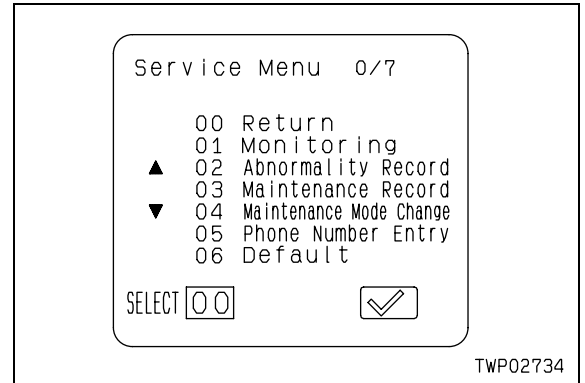 Service Menu 0/7
00 Return
01 Monitoring
▲ 02 Abnormality Record
03 Maintenance Record
▼ 04 Maintenance Mode Change
05 Phone Number Entry
06 Default
SELECT 00
TWP02734